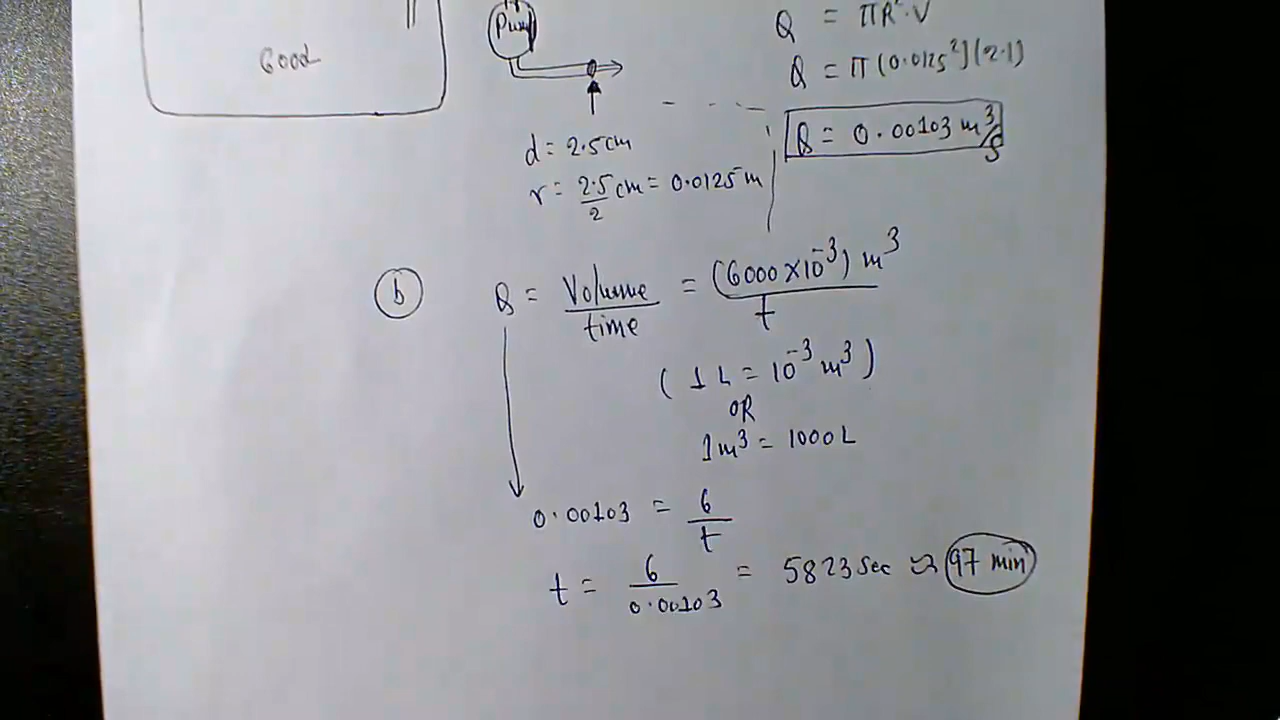 Good
Pump
Q = πR²·V
Q = π(0.0125²)(2.1)
Q = 0.00103 m³/s
d = 2.5cm
r = 2.5/2 cm = 0.0125 m
b
Q = Volume/time = (6000×10⁻³) m³/t
(1L = 10⁻³ m³)
OR
1m³ = 1000L
0.00103 = 6/t
t = 6/0.00103 = 5823 Sec ≈ 97 min